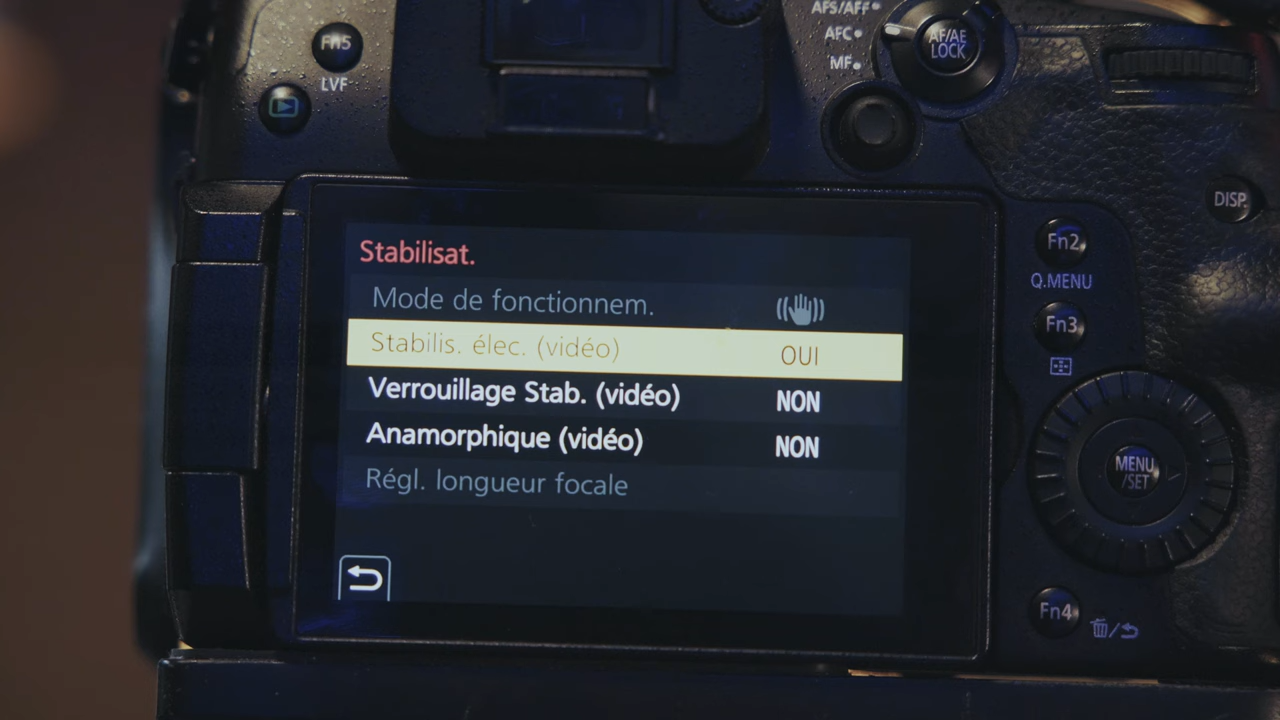 AFS/AFF
AFC
MF
AF/AE
LOCK
Fn5
LVF
DISP.
Fn2
Q.MENU
Fn3
MENU
/SET
Fn4
Stabilisat.
Mode de fonctionnem.
Stabilis. élec. (vidéo) OUI
Verrouillage Stab. (vidéo) NON
Anamorphique (vidéo) NON
Régl. longueur focale